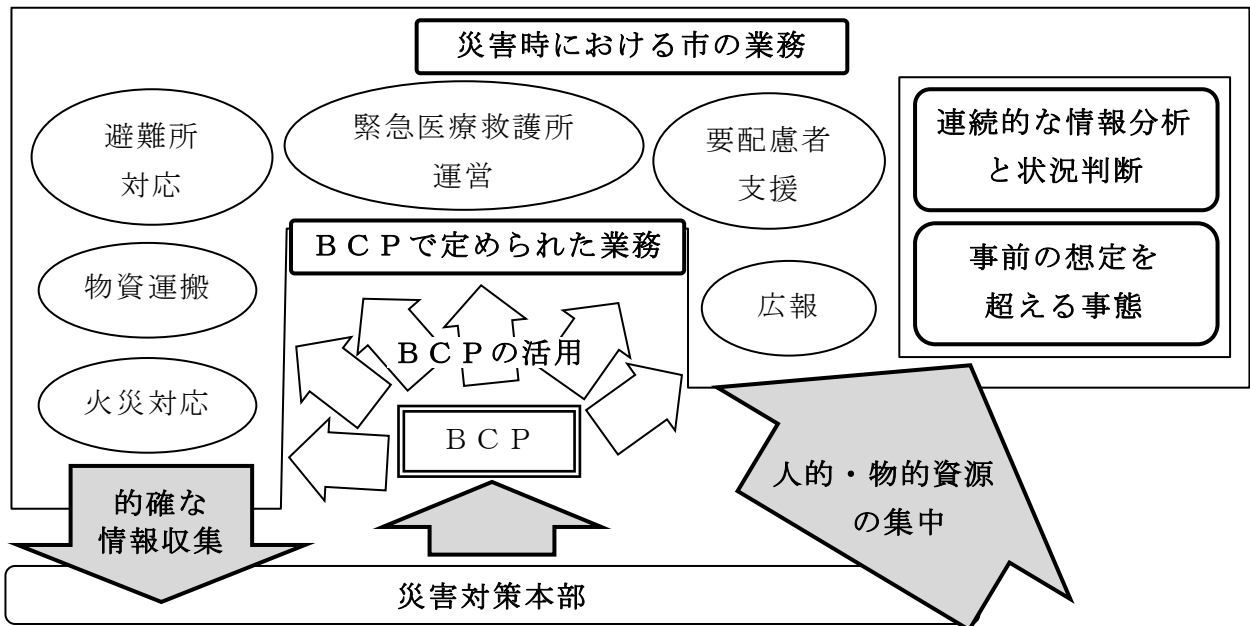 災害時における市の業務
避難所
対応
緊急医療救護所
運営
要配慮者
支援
連続的な情報分析
と状況判断
事前の想定を
超える事態
ＢＣＰで定められた業務
物資運搬
広報
ＢＣＰの活用
火災対応
ＢＣＰ
人的・物的資源
の集中
的確な
情報収集
災害対策本部